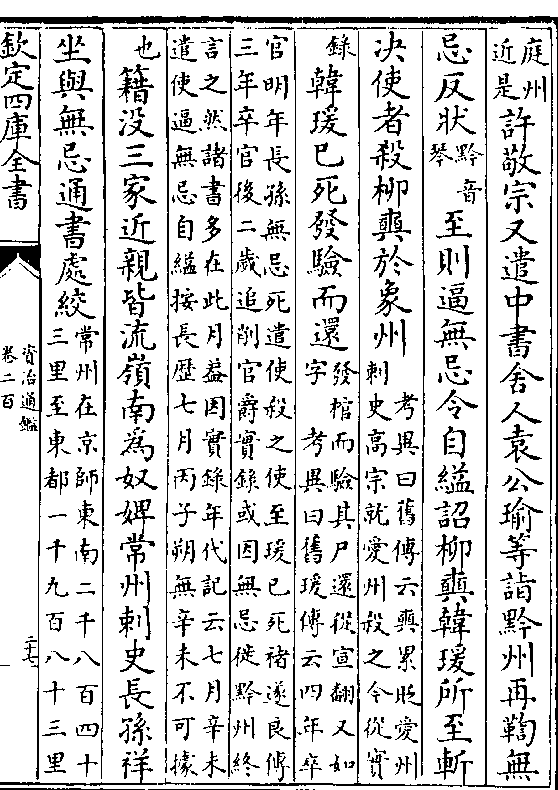 庭州
近是許敬宗又遣中書舍人袁公瑜等詣黔州再鞫無
忌反狀黔音
琴至則逼無忌令自縊詔柳奭韓瑗所至斬
決使者殺柳奭於象州考異曰舊傳云奭累貶愛州
刺史高宗就愛州殺之今從實
錄韓瑗已死發驗而還發棺而驗其尸還從宣翻又如
字考異曰舊瑗傳云四年卒
官明年長孫無忌死遣使殺之使至瑗已死褚遂良傳
三年卒官後二歲追削官爵實錄或因無忌徙黔州終
言之然諸書多在此月蓋因實錄年代記云七月辛未
遣使逼無忌自縊按長歷七月丙子朔無辛未不可據
也籍没三家近親皆流嶺南為奴婢常州刺史長孫祥
坐與無忌通書處絞常州在京師東南二千八百四十
三里至東都一千九百八十三里
欽定四庫全書
資治通鑑
卷二百
二十七